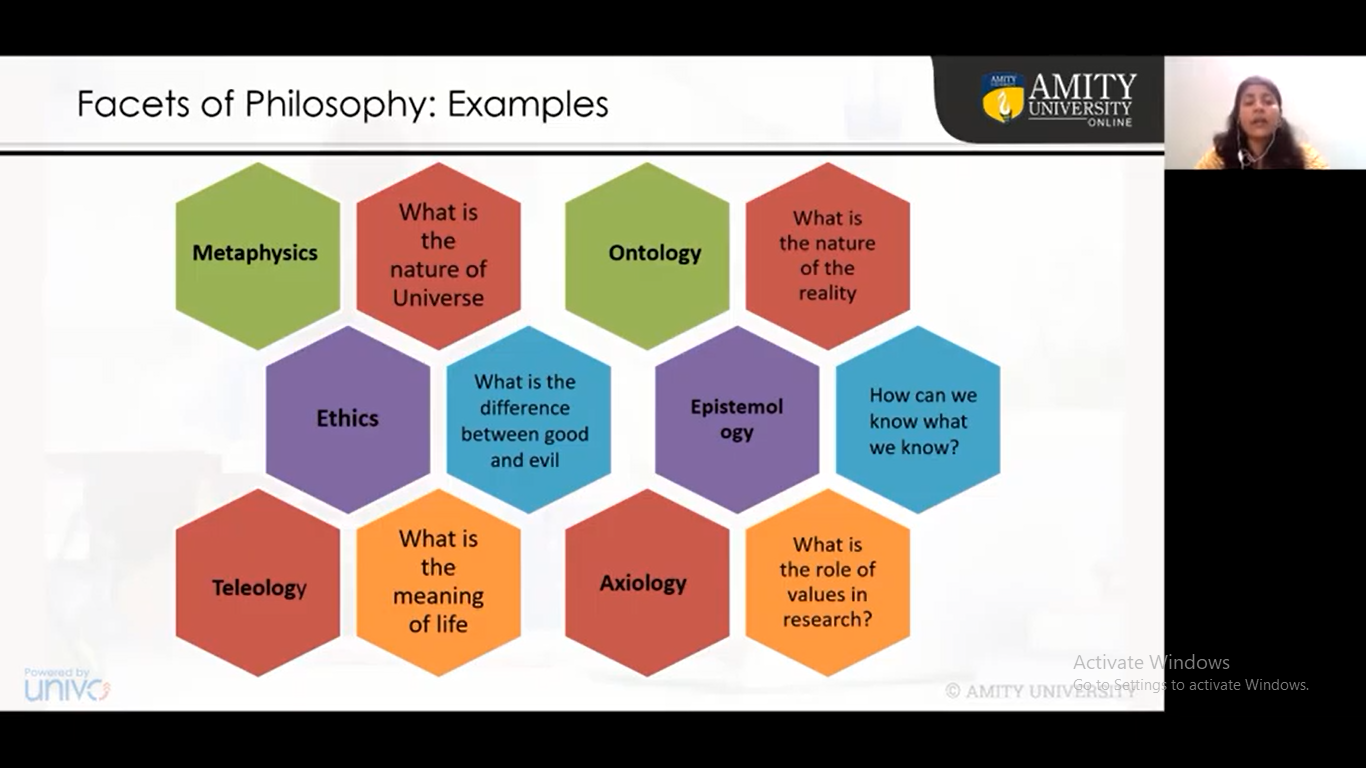 Facets of Philosophy: Examples
AMITY
AMITY
UNIVERSITY
ONLINE
Metaphysics
What is
the
nature of
Universe
Ontology
What is
the nature
of the
reality
Ethics
What is the
difference
between good
and evil
Epistemol
ogy
How can we
know what
we know?
Teleology
What is
the
meaning
of life
Axiology
What is
the role of
values in
research?
Powered by
univo
Activate Windows
Go to Settings to activate Windows.
© AMITY UNIVERSITY